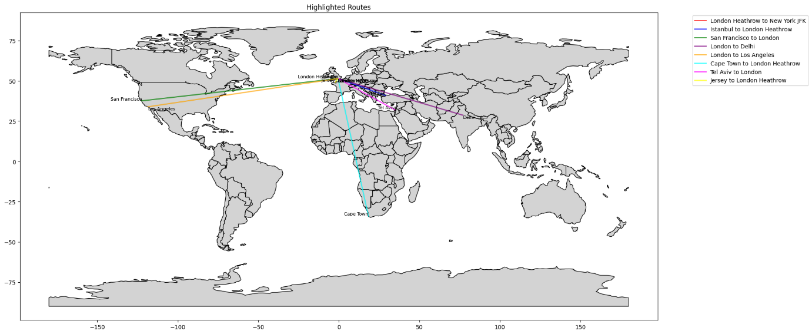 Highlighted Routes
London Heathrow to New York JFK
Istanbul to London Heathrow
San Francisco to London
London to Delhi
London to Los Angeles
Cape Town to London Heathrow
Tel Aviv to London
Jersey to London Heathrow
75
50
25
0
−25
−50
−75
London
San Francisco
Angeles
Cape Town
−150
−100
−50
0
50
100
150